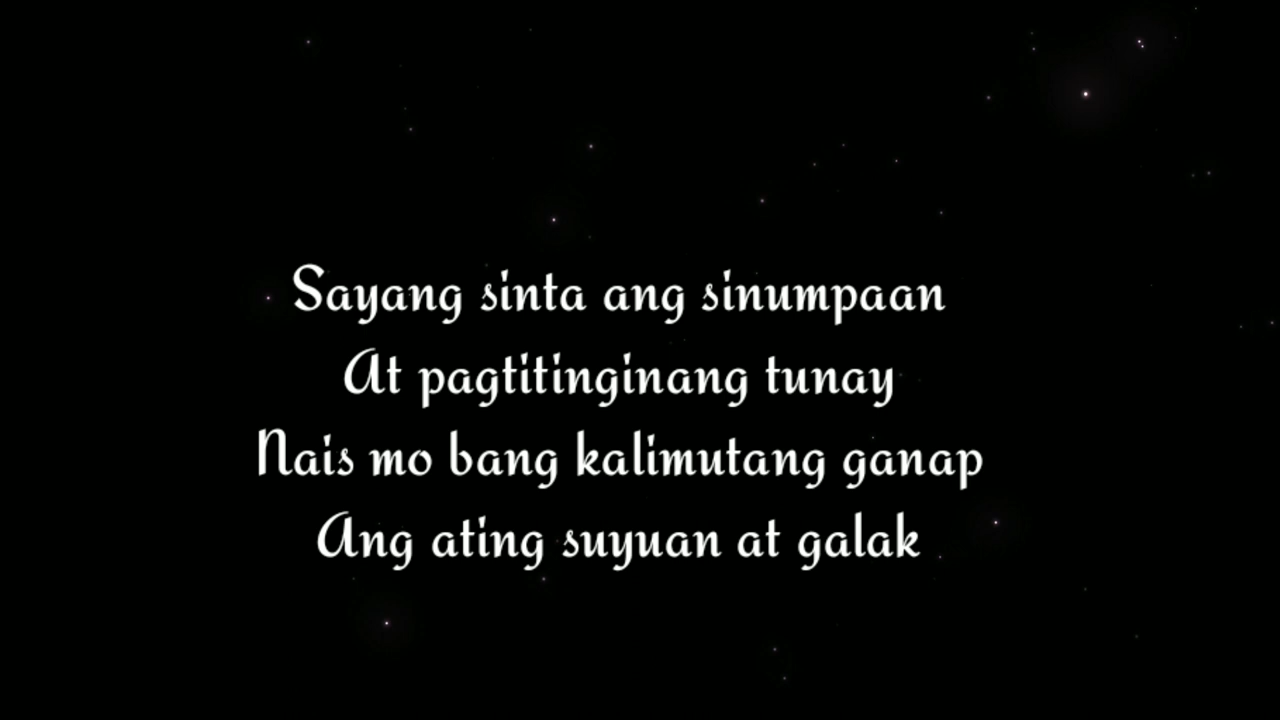 Sayang sinta ang sinumpaan
At pagtitinginang tunay
Nais mo bang kalimutang ganap
Ang ating suyuan at galak